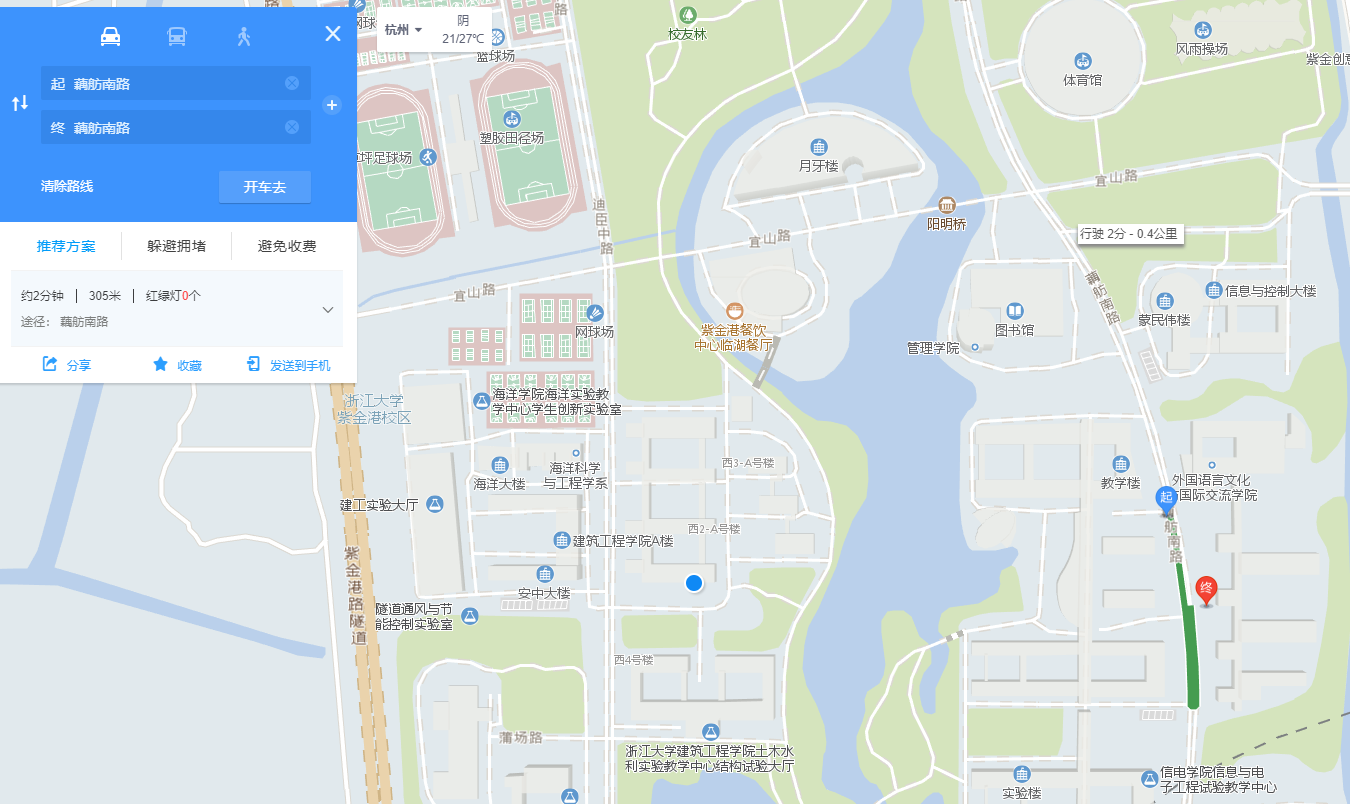 起 藕舫南路
终 藕舫南路
清除路线
开车去
推荐方案
躲避拥堵
避免收费
约2分钟
305米
红绿灯0个
途径： 藕舫南路
分享
收藏
发送到手机
杭州
阴
21/27℃
网球
篮球场
校友林
风雨操场
紫金创意
体育馆
塑胶田径场
坪足球场
月牙楼
宜山路
阳明桥
迪臣中路
宜山路
行驶 2分 - 0.4公里
藕舫南路
信息与控制大楼
蒙民伟楼
宜山路
网球场
紫金港餐饮
中心临湖餐厅
图书馆
管理学院
浙江大学
紫金港校区
海洋学院海洋实验教
学中心学生创新实验室
海洋大楼
海洋科学
与工程学系
西3-A号楼
教学楼
外国语言文化
国际交流学院
起
舫南路
建工实验大厅
西2-A号楼
建筑工程学院A楼
安中大楼
终
紫金港路隧道
隧道通风与节
能控制实验室
西4号楼
蒲场路
浙江大学建筑工程学院土木水
利实验教学中心结构试验大厅
实验楼
信电学院信息与电
子工程试验教学中心